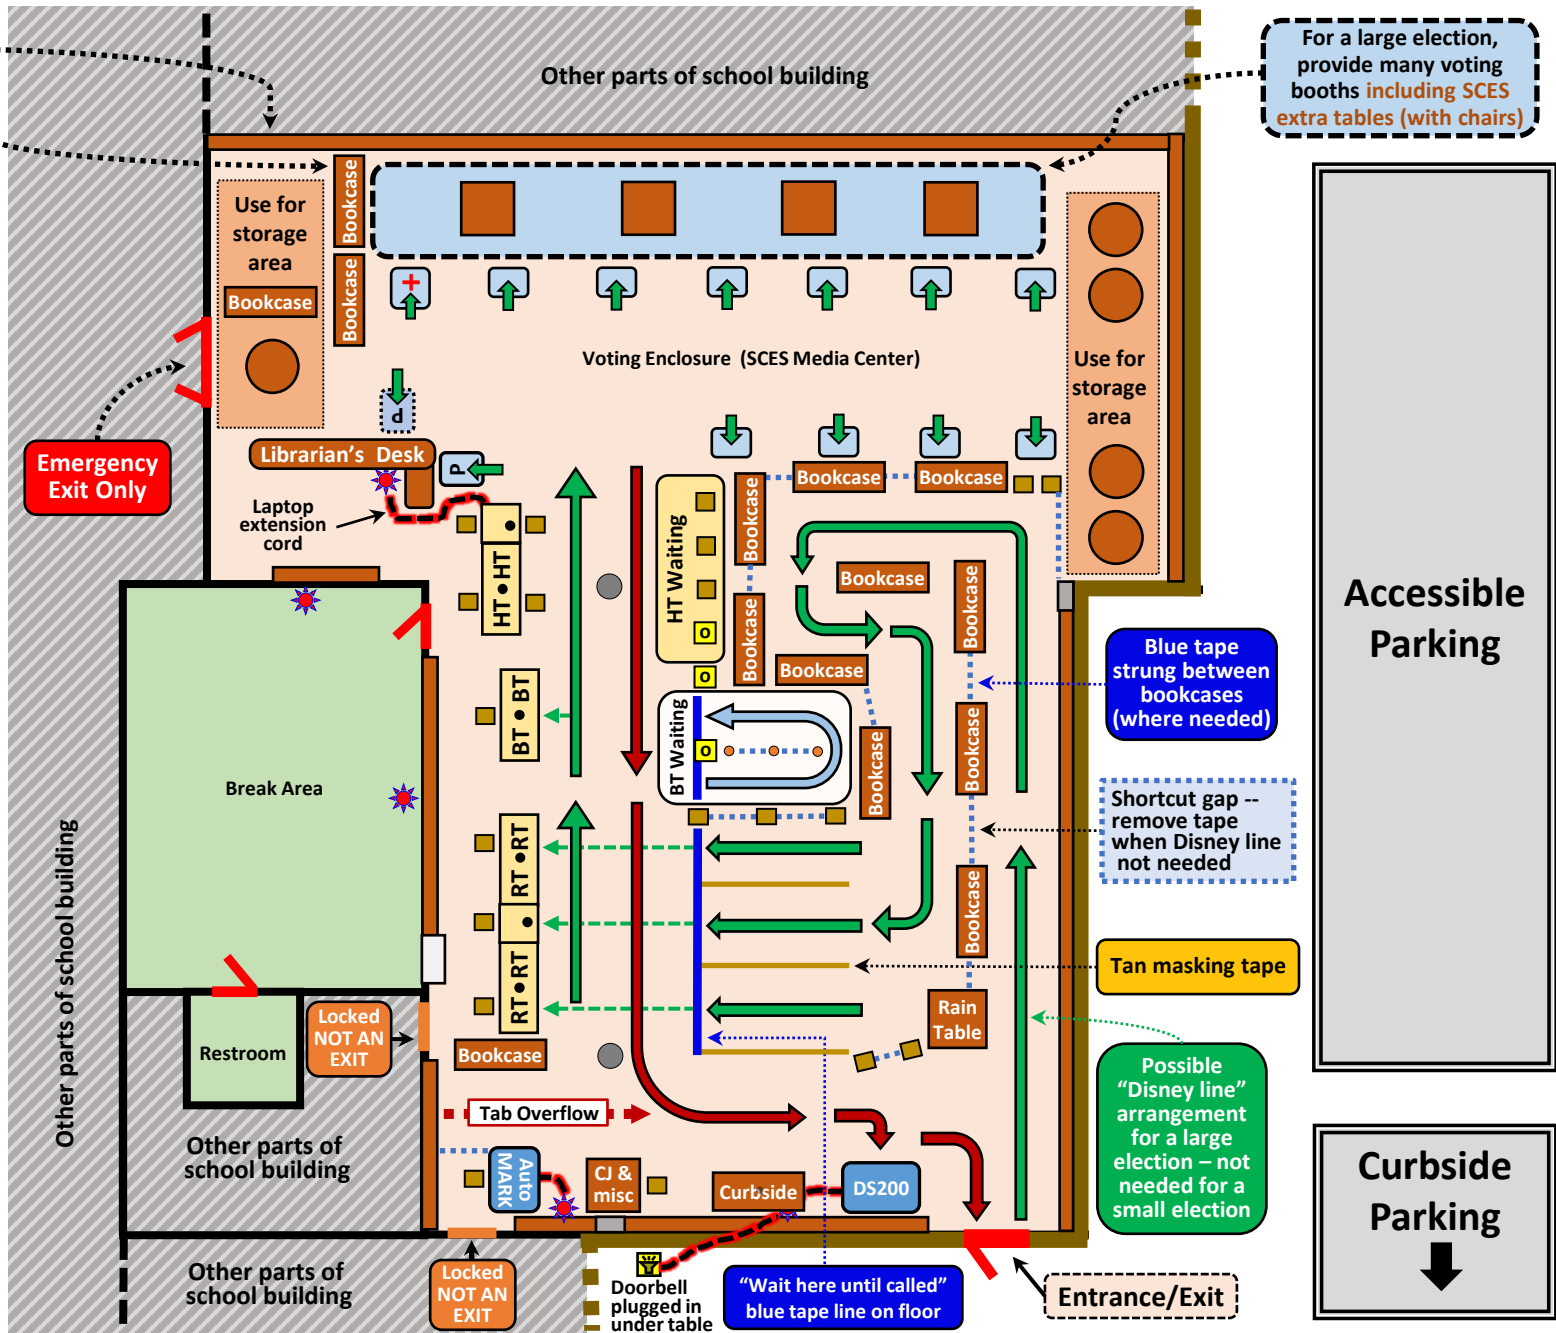 Other parts of school building
For a large election,
provide many voting
booths including SCES
extra tables (with chairs)
Bookcase
Use for
storage
area
Bookcase
Bookcase
+
Voting Enclosure  (SCES Media Center)
Use for
storage
area
Accessible
Parking
P
Librarian's  Desk
P
Emergency
Exit Only
Laptop
extension
cord
HT • HT
HT Waiting
Bookcase
Bookcase
Bookcase
Bookcase
Bookcase
Bookcase
O
O
Bookcase
BT • BT
BT Waiting
O
Bookcase
Bookcase
Blue tape
strung between
bookcases
(where needed)
Break Area
Shortcut gap --
remove tape
when Disney line
not needed
RT • RT
RT • RT
Bookcase
Tan masking tape
Other parts of school building
Restroom
Locked
NOT AN
EXIT
Bookcase
Rain
Table
Possible
“Disney line”
arrangement
for a large
election – not
needed for a
small election
Tab Overflow
Other parts of
school building
Auto
MARK
CJ &
misc
Curbside
DS200
Curbside
Parking
Other parts of
school building
Locked
NOT AN
EXIT
Doorbell
plugged in
under table
“Wait here until called”
blue tape line on floor
Entrance/Exit